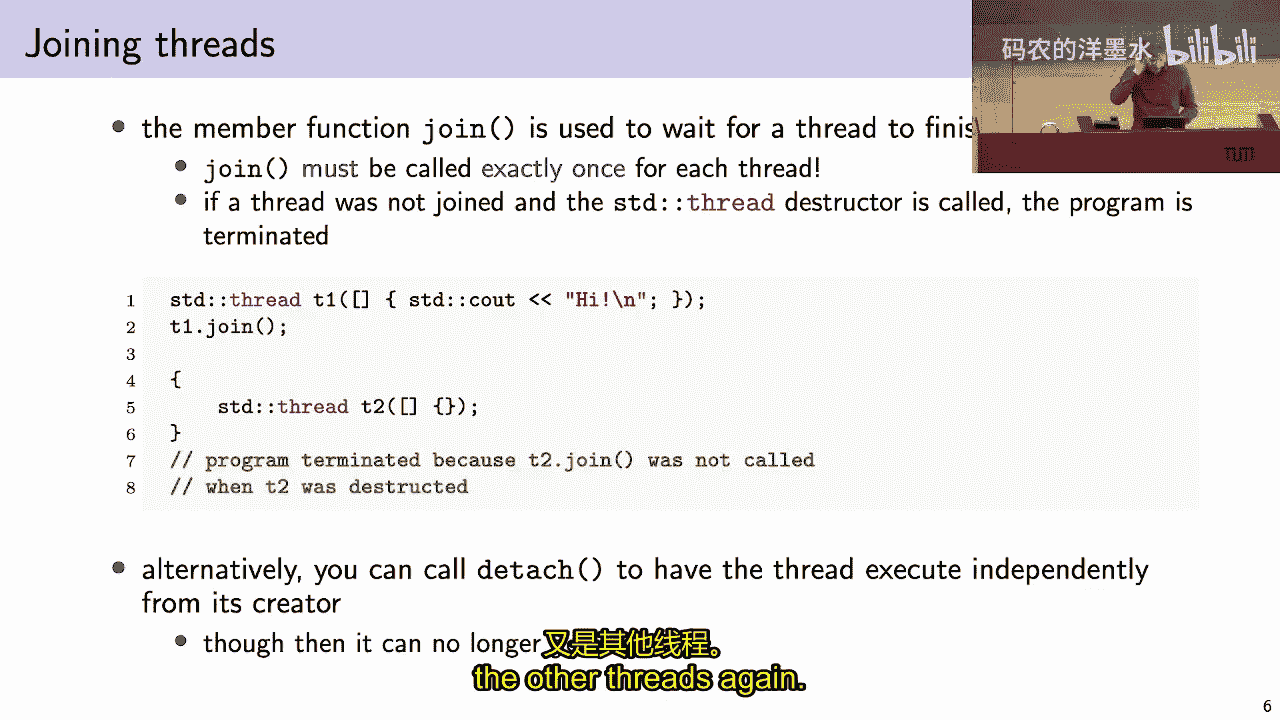 Joining threads
码农的洋墨水 bilibili
the member function join() is used to wait for a thread to
join() must be called exactly once for each thread!
if a thread was not joined and the std::thread destructor is called, the program is
terminated
1 std::thread t1([] { std::cout << "Hi!\n"; });
2 t1.join();
3
4 {
5 std::thread t2([] {});
6 }
7 // program terminated because t2.join() was not called
8 // when t2 was destructed
alternatively, you can call detach() to have the thread execute independently
from its creator
though then it can no longer
又是其他线程。
the other threads again.
6